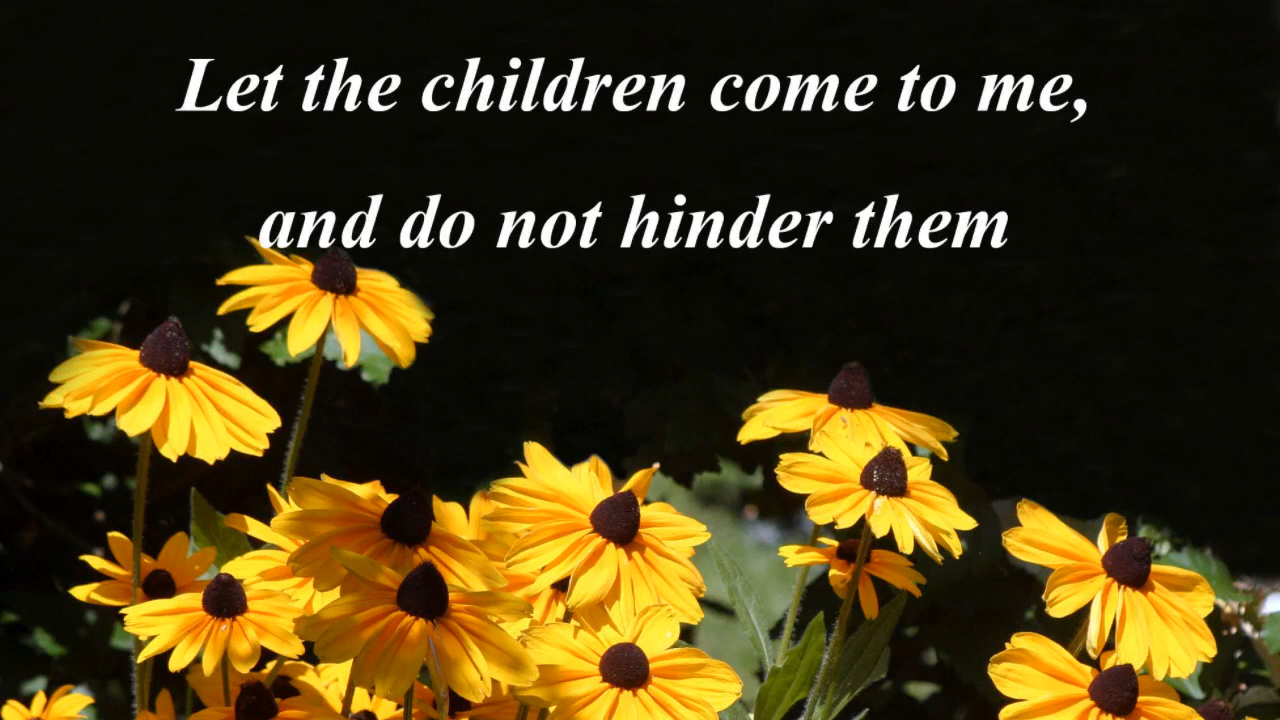 Let the children come to me,
and do not hinder them